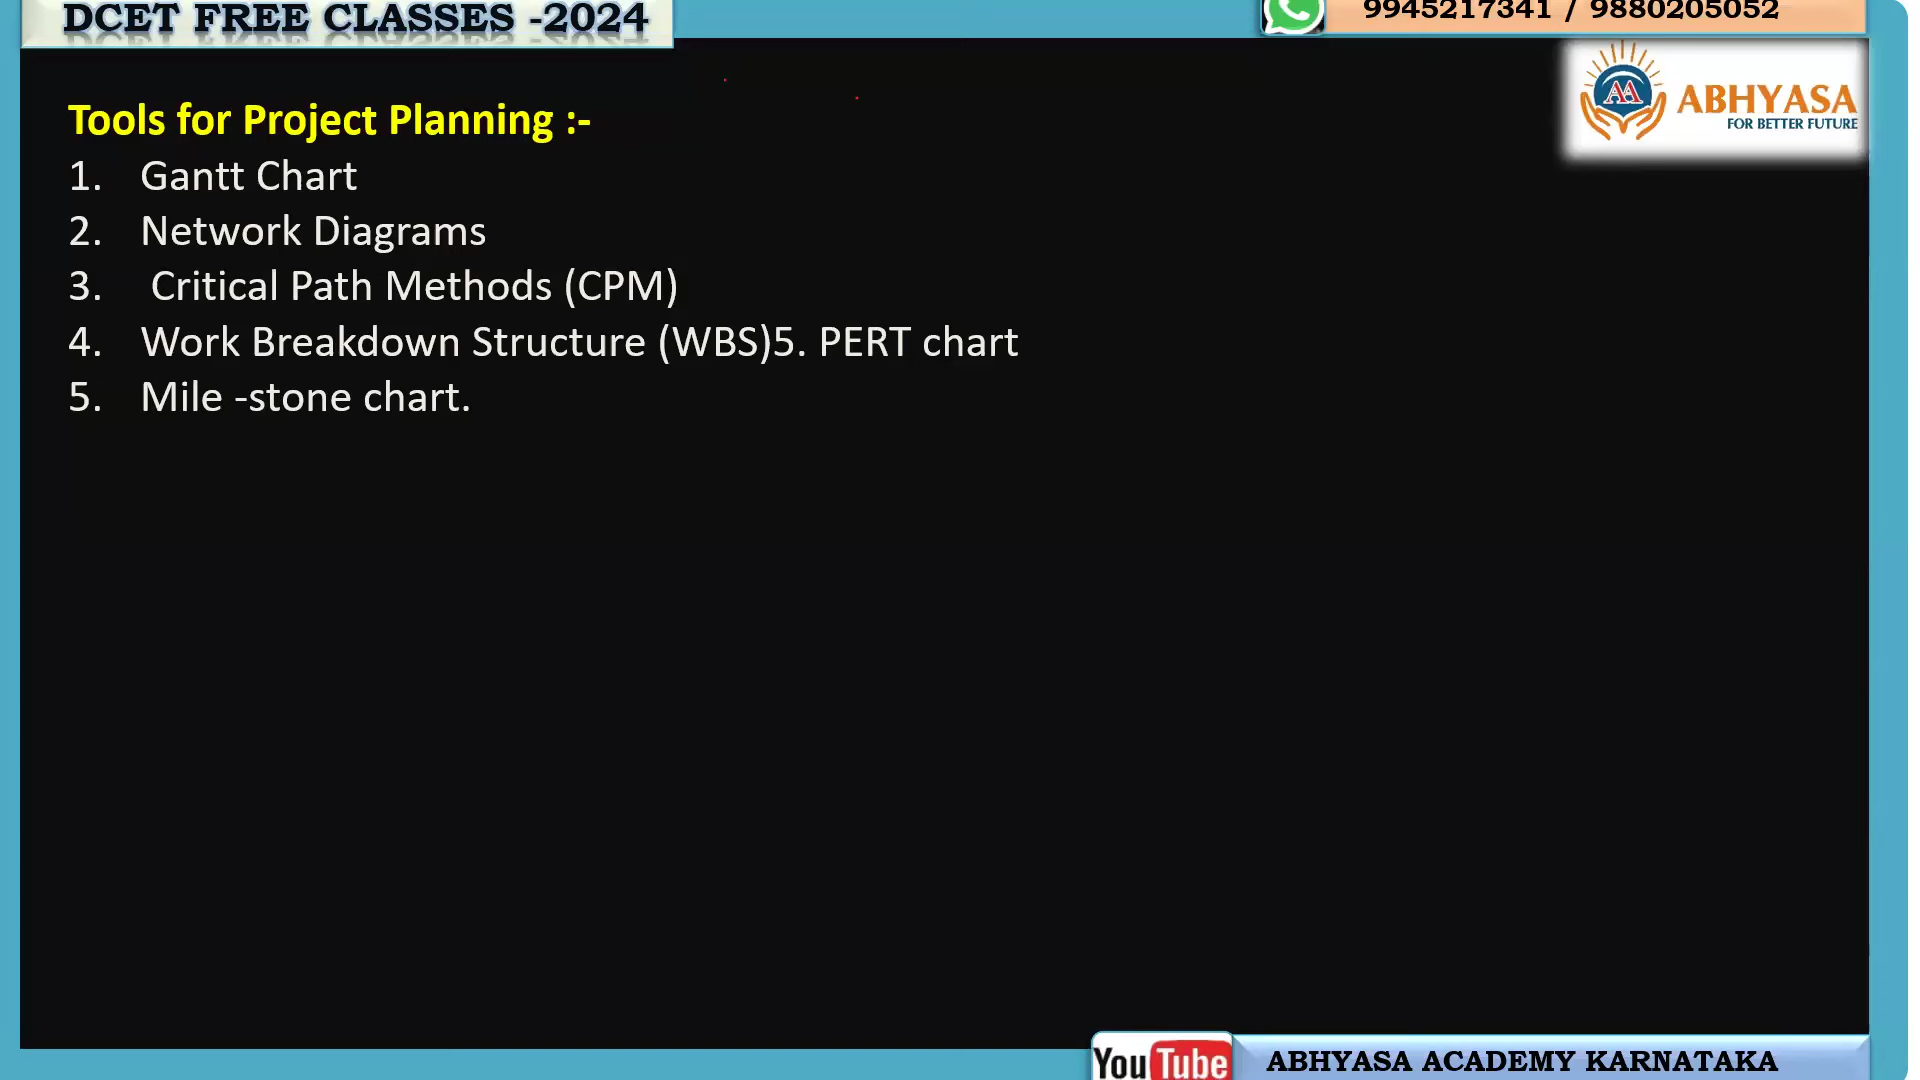 DCET FREE CLASSES -2024
9945217341 / 9880205052
AA
ABHYASA
FOR BETTER FUTURE
Tools for Project Planning :-
1. Gantt Chart
2. Network Diagrams
3. Critical Path Methods (CPM)
4. Work Breakdown Structure (WBS)5. PERT chart
5. Mile -stone chart.
YouTube
ABHYASA ACADEMY KARNATAKA